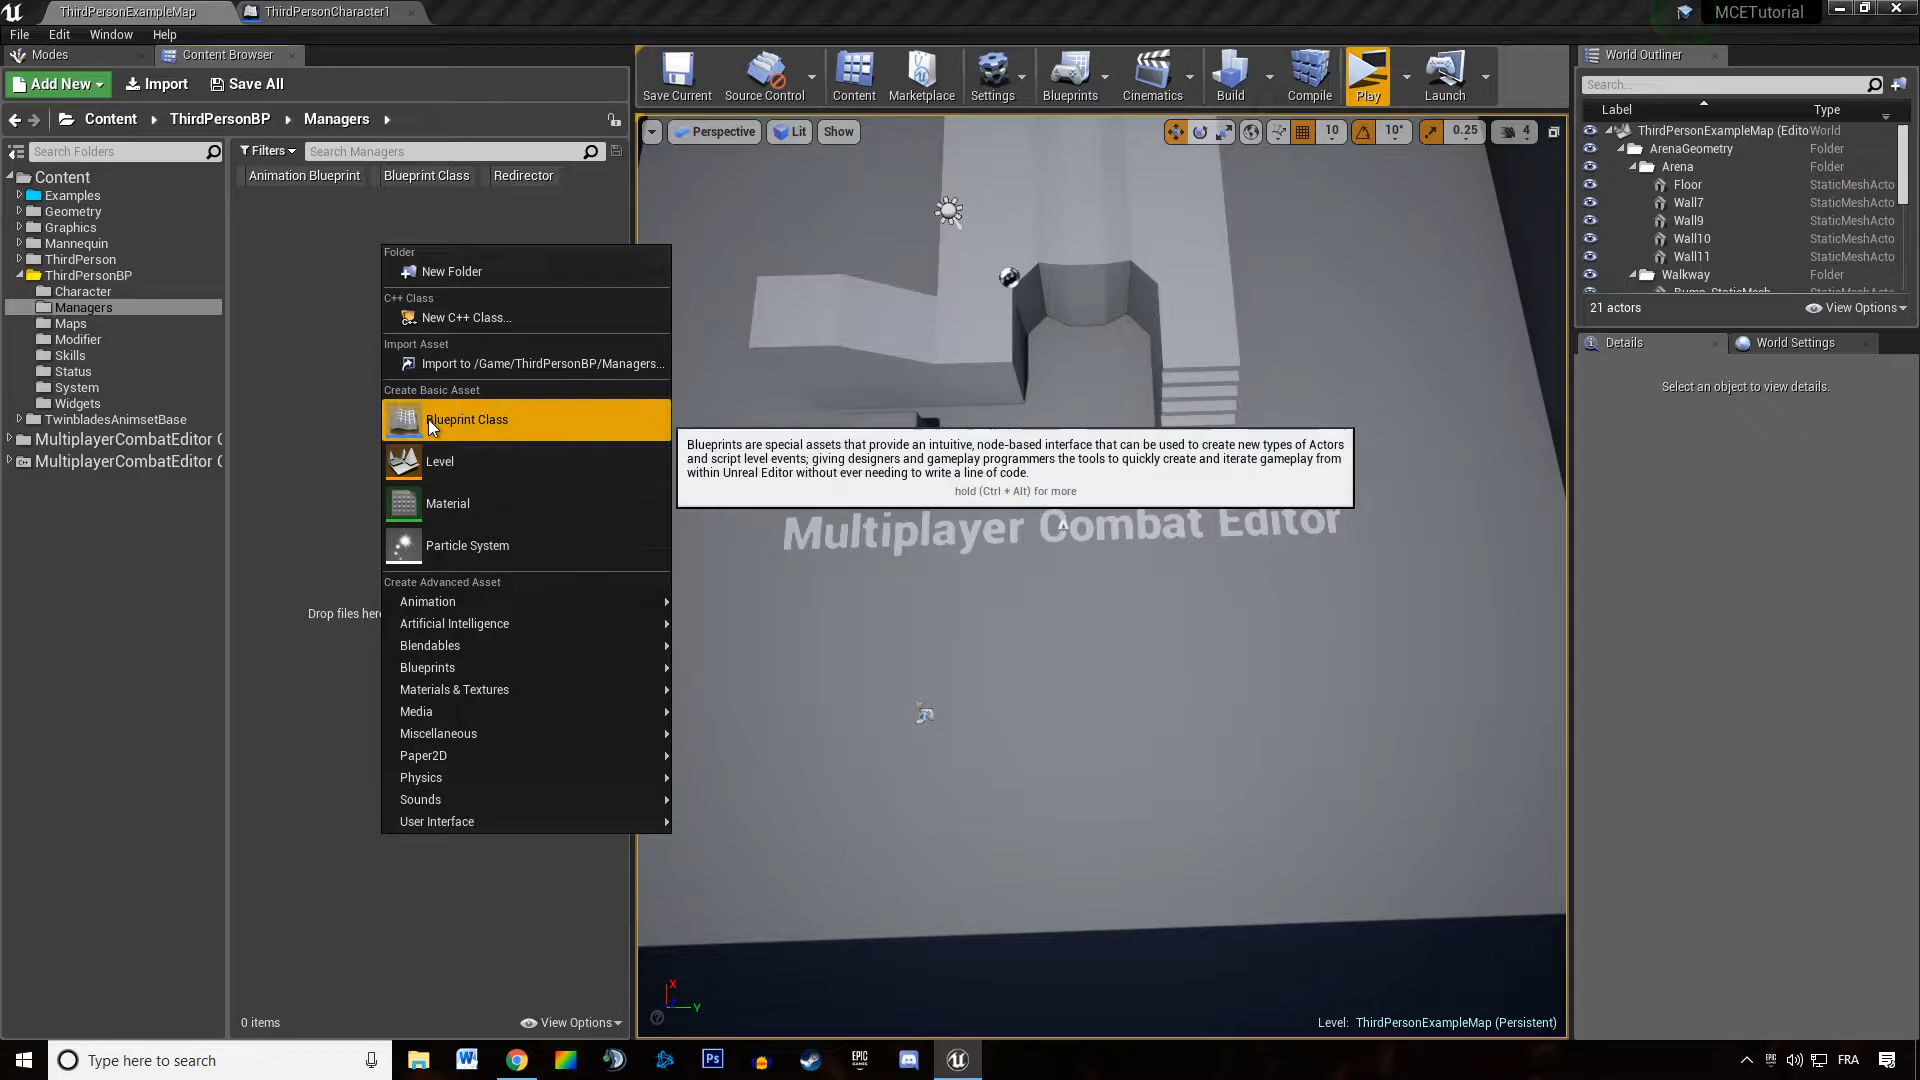 ThirdPersonExampleMap
ThirdPersonCharacter1
MCETutorial
File Edit Window Help
Modes
Content Browser
Add New
Import
Save All
Content
ThirdPersonBP
Managers
Search Folders
Filters
Search Managers
Animation Blueprint
Blueprint Class
Redirector
Content
Examples
Geometry
Graphics
Mannequin
ThirdPerson
ThirdPersonBP
Character
Managers
Maps
Modifier
Skills
Status
System
Widgets
TwinbladesAnimsetBase
MultiplayerCombatEditor C
MultiplayerCombatEditor C
Drop files here
0 items
View Options
Folder
New Folder
C++ Class
New C++ Class...
Import Asset
Import to /Game/ThirdPersonBP/Managers...
Create Basic Asset
Blueprint Class
Level
Material
Particle System
Create Advanced Asset
Animation
Artificial Intelligence
Blendables
Blueprints
Materials & Textures
Media
Miscellaneous
Paper2D
Physics
Sounds
User Interface
Blueprints are special assets that provide an intuitive, node-based interface that can be used to create new types of Actors
and script level events; giving designers and gameplay programmers the tools to quickly create and iterate gameplay from
within Unreal Editor without ever needing to write a line of code.
hold (Ctrl + Alt) for more
Save Current
Source Control
Content
Marketplace
Settings
Blueprints
Cinematics
Build
Compile
Play
Launch
Perspective
Lit
Show
10
10°
0.25
4
Multiplayer Combat Editor
X
Y
Level: ThirdPersonExampleMap (Persistent)
World Outliner
Search...
Label Type
ThirdPersonExampleMap (Edito World
ArenaGeometry Folder
Arena Folder
Floor StaticMeshActo
Wall7 StaticMeshActo
Wall9 StaticMeshActo
Wall10 StaticMeshActo
Wall11 StaticMeshActo
Walkway Folder
Bump_StaticMesh
21 actors
View Options
Details
World Settings
Select an object to view details.
Type here to search
Ps
EPIC GAMES
FRA